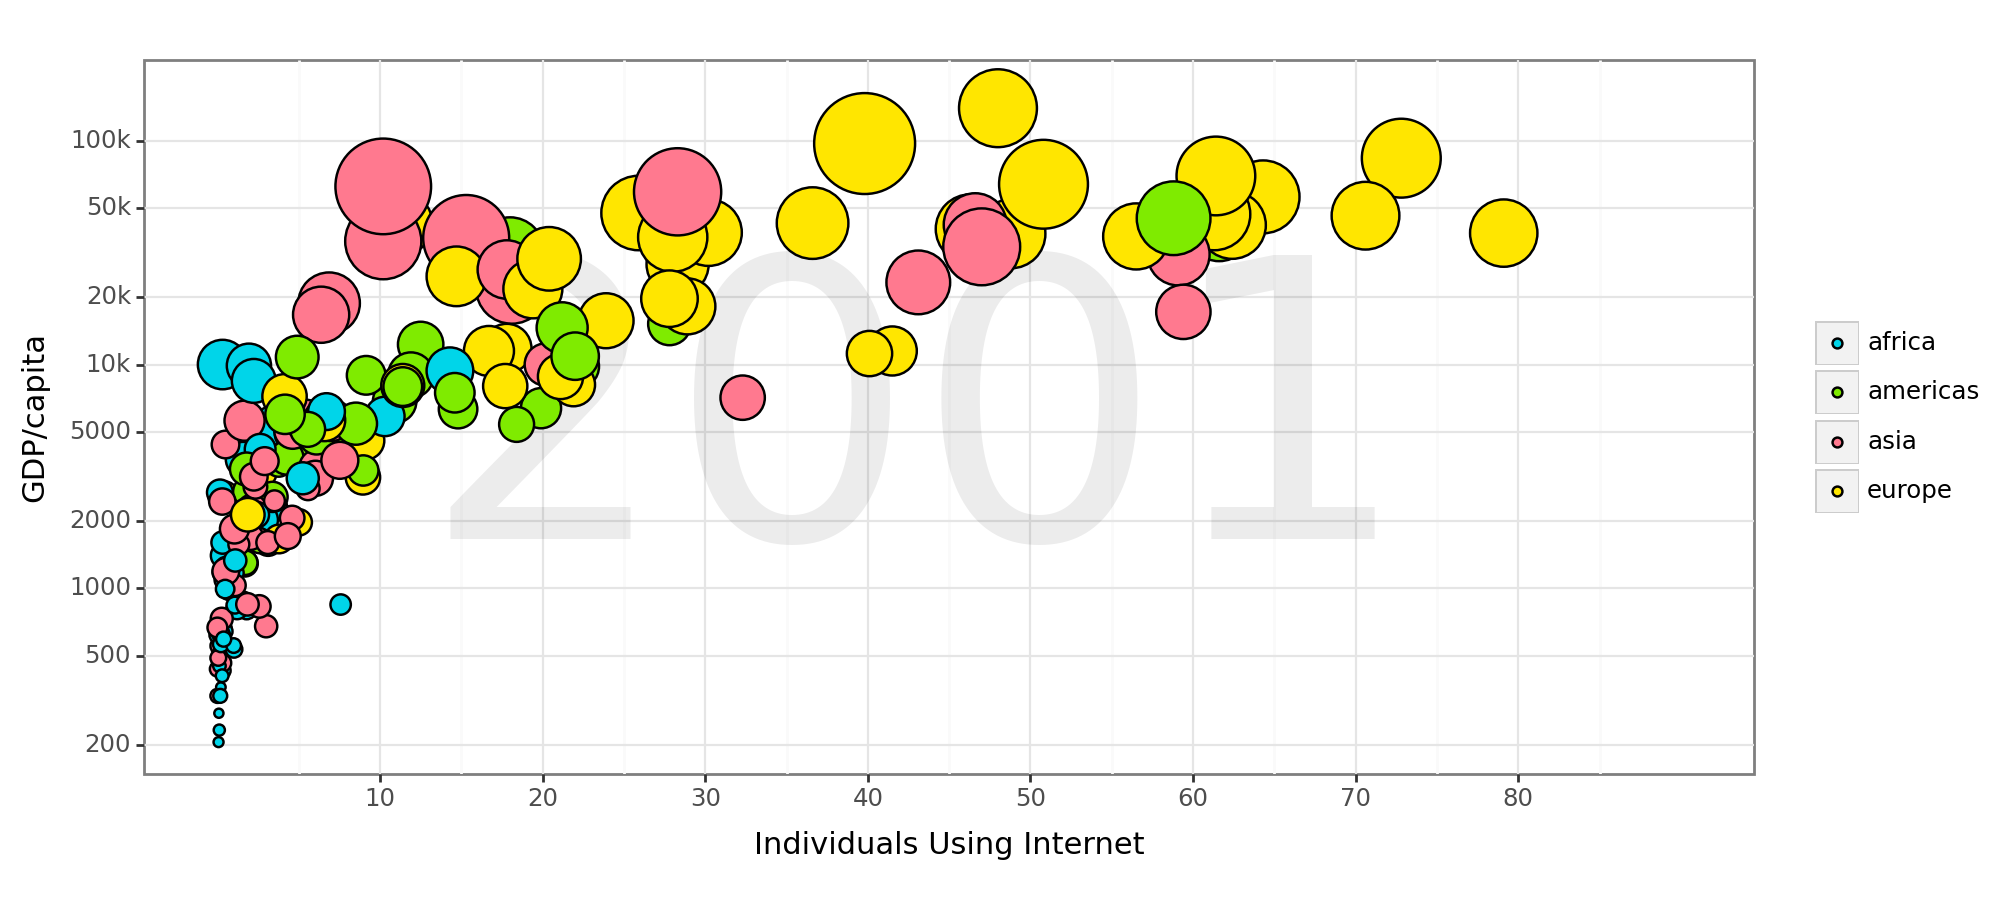 2001
GDP/capita
100k
50k
20k
10k
5000
2000
1000
500
200
10 20 30 40 50 60 70 80
Individuals Using Internet
africa
americas
asia
europe